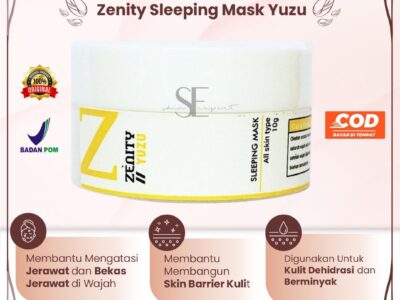 Zenity Sleeping Mask Yuzu
100%
ORIGINAL
BADAN POM
SE
Z
ZÉNITY
YUZU
SLEEPING MASK
All skin type
10g
COD
BAYAR DI TEMPAT
Membantu Mengatasi
Jerawat dan Bekas
Jerawat di Wajah
Membantu
Membangun
Skin Barrier Kulit
Digunakan Untuk
Kulit Dehidrasi dan
Berminyak